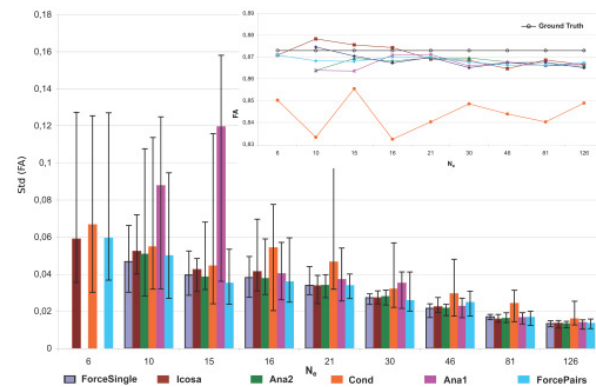 0,18
0,16
0,14
0,12
0,1
0,08
0,06
0,04
0,02
0
Std (FA)
6 10 15 16 21 30 46 81 126
Ne
ForceSingle Icosa Ana2 Cond Ana1 ForcePairs
Ground Truth
0,89
0,87
0,86
0,85
0,84
0,83
FA
6 10 15 16 21 30 46 81 126
Ne